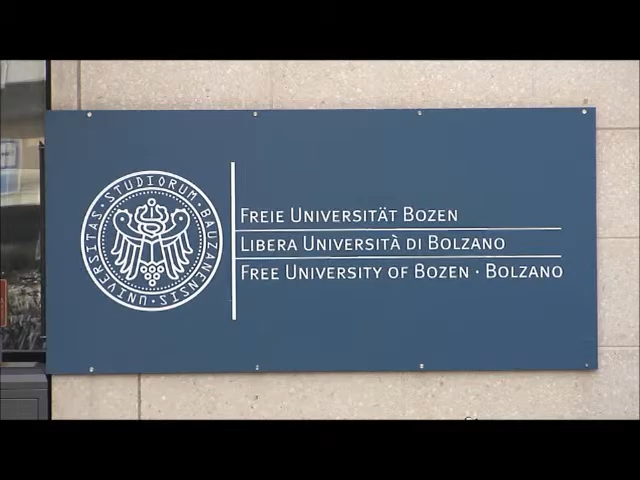 UNIVERSITAS · STUDIORUM · BAUZANENSIS ·
FREIE UNIVERSITÄT BOZEN
LIBERA UNIVERSITÀ DI BOLZANO
FREE UNIVERSITY OF BOZEN · BOLZANO